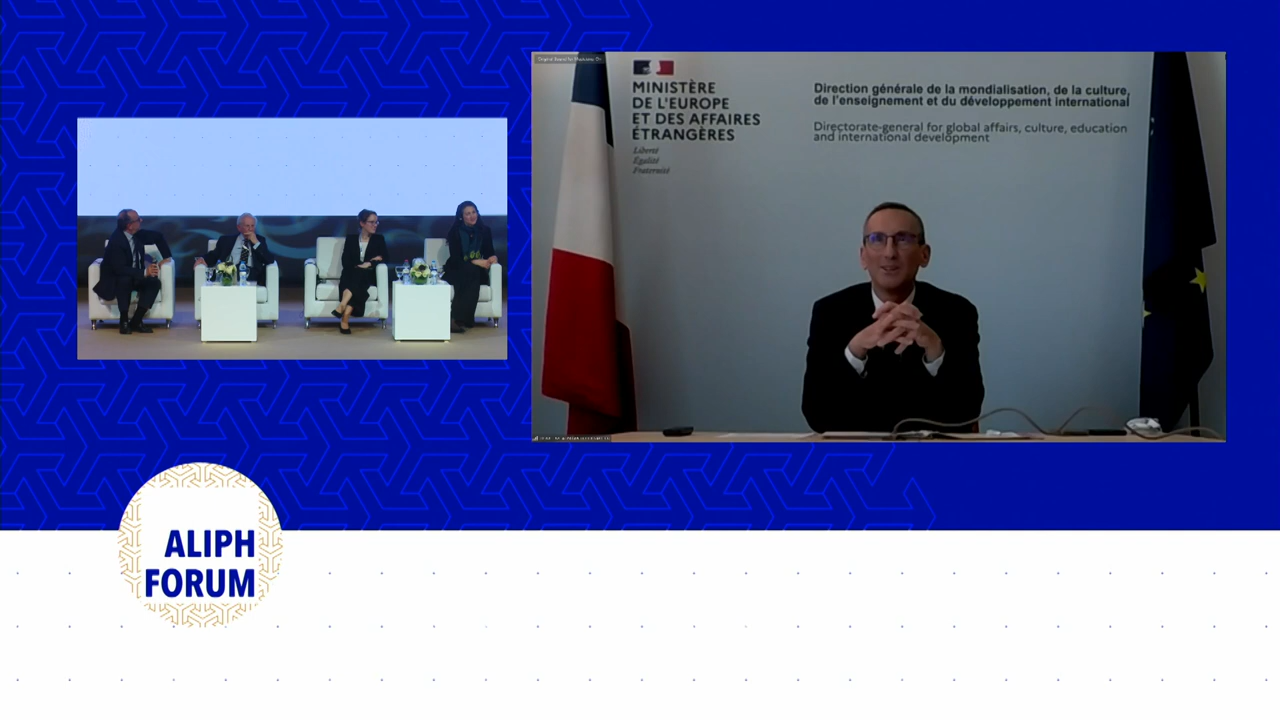 MINISTÈRE
DE L'EUROPE
ET DES AFFAIRES
ÉTRANGÈRES
Liberté
Égalité
Fraternité
Direction générale de la mondialisation, de la culture,
de l'enseignement et du développement international
Directorate-general for global affairs, culture, education
and international development
ALIPH
FORUM